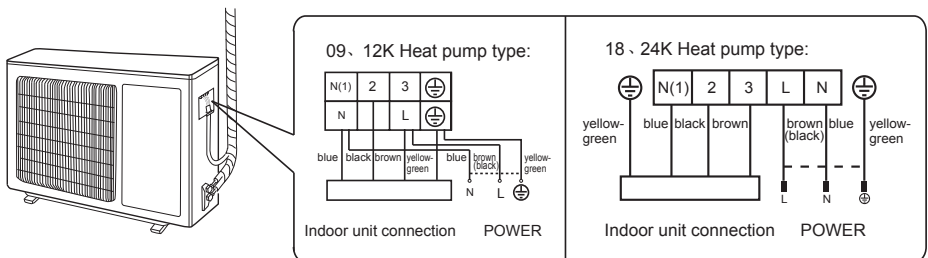 09、12K Heat pump type:
N(1) 2 3
N L
blue black brown yellow-green blue brown (black) yellow-green
N L
Indoor unit connection POWER
18、24K Heat pump type:
N(1) 2 3 L N
yellow-green blue black brown brown (black) blue yellow-green
L N
Indoor unit connection POWER